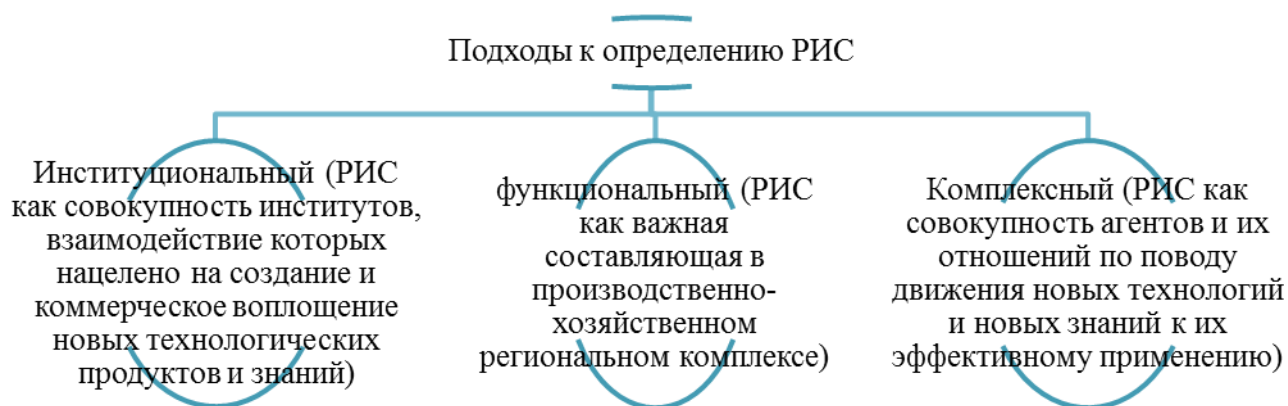 Подходы к определению РИС
Институциональный (РИС
как совокупность институтов,
взаимодействие которых
нацелено на создание и
коммерческое воплощение
новых технологических
продуктов и знаний)
функциональный (РИС
как важная
составляющая в
производственно-
хозяйственном
региональном комплексе)
Комплексный (РИС как
совокупность агентов и их
отношений по поводу
движения новых технологий
и новых знаний к их
эффективному применению)